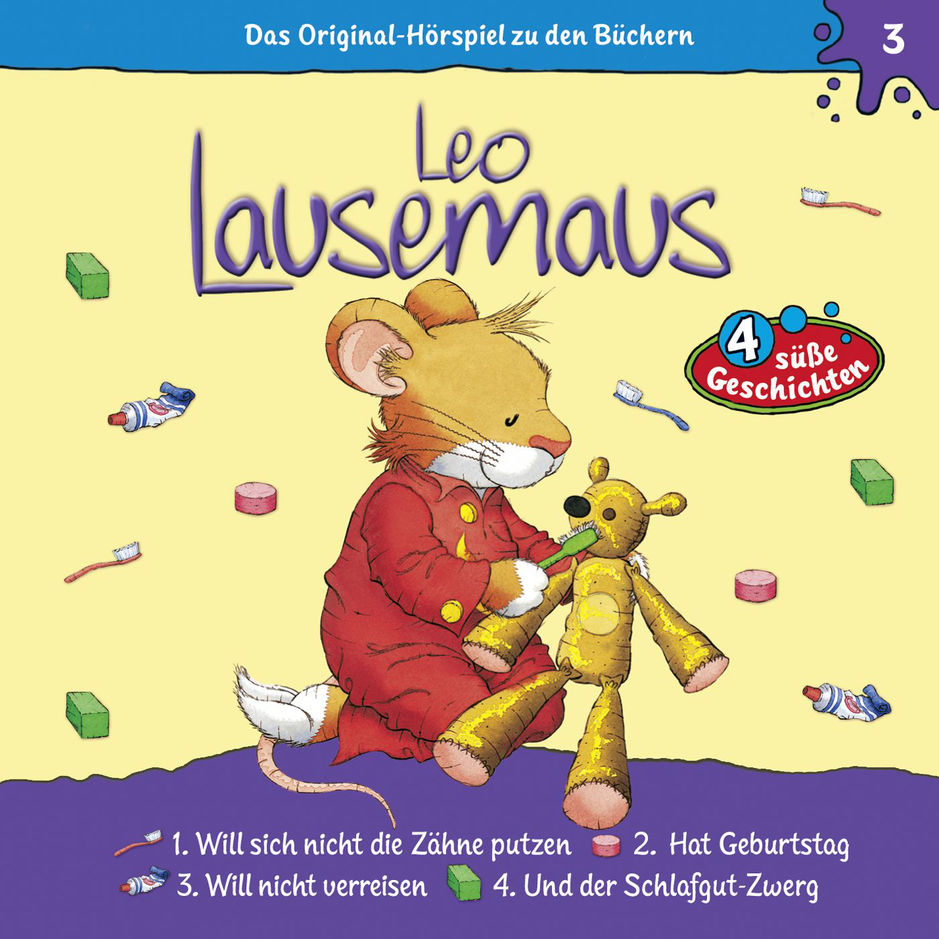 Das Original-Hörspiel zu den Büchern
3
Leo
Lausemaus
4
süße
Geschichten
1. Will sich nicht die Zähne putzen 2. Hat Geburtstag
3. Will nicht verreisen 4. Und der Schlafgut-Zwerg